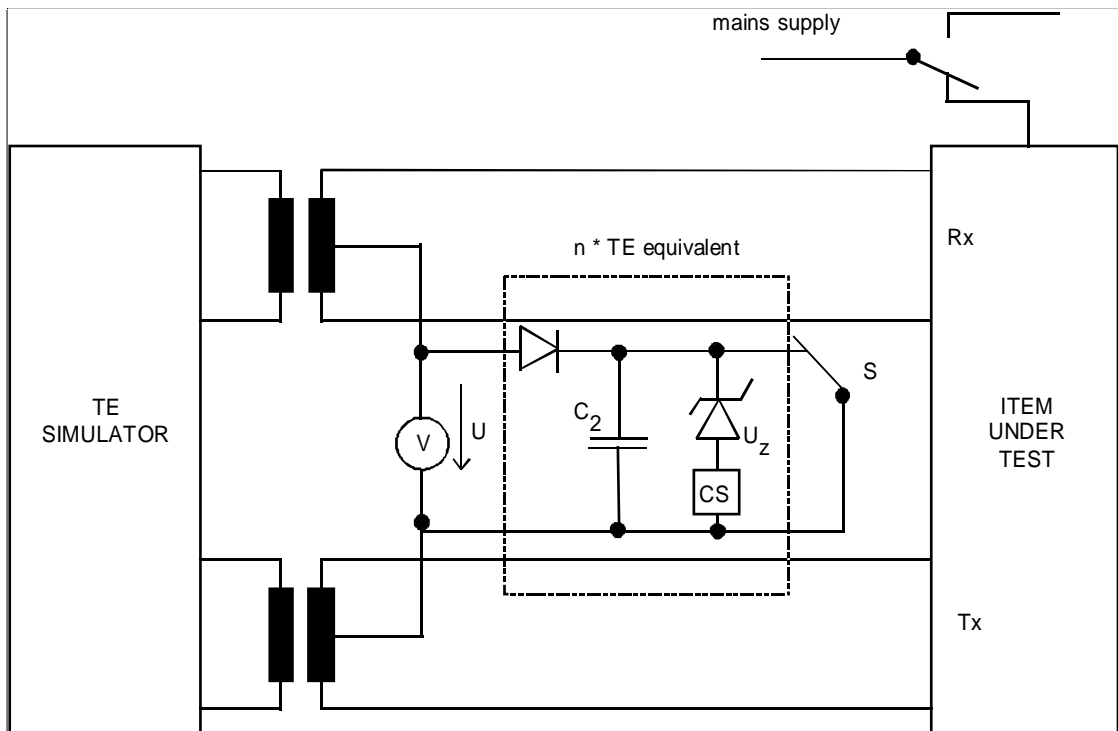 mains supply
Rx
n * TE equivalent
S
TE
SIMULATOR
C2
U
V
Uz
ITEM
UNDER
TEST
CS
Tx